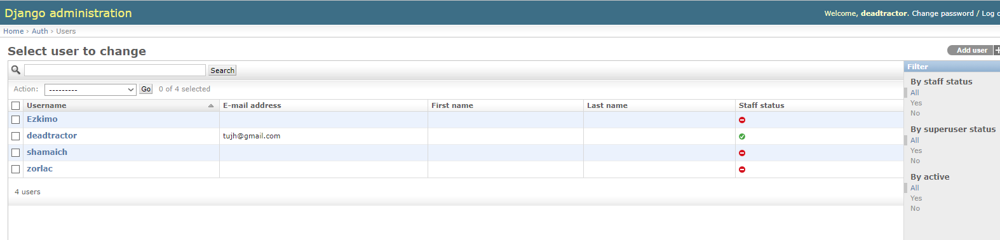 Django administration
Welcome, deadtractor. Change password / Log
Home › Auth › Users
Select user to change
Add user +
Search
Action: --------- Go 0 of 4 selected
Username E-mail address First name Last name Staff status
Ezkimo
deadtractor tujh@gmail.com
shamaich
zorlac
4 users
Filter
By staff status
All
Yes
No
By superuser status
All
Yes
No
By active
All
Yes
No